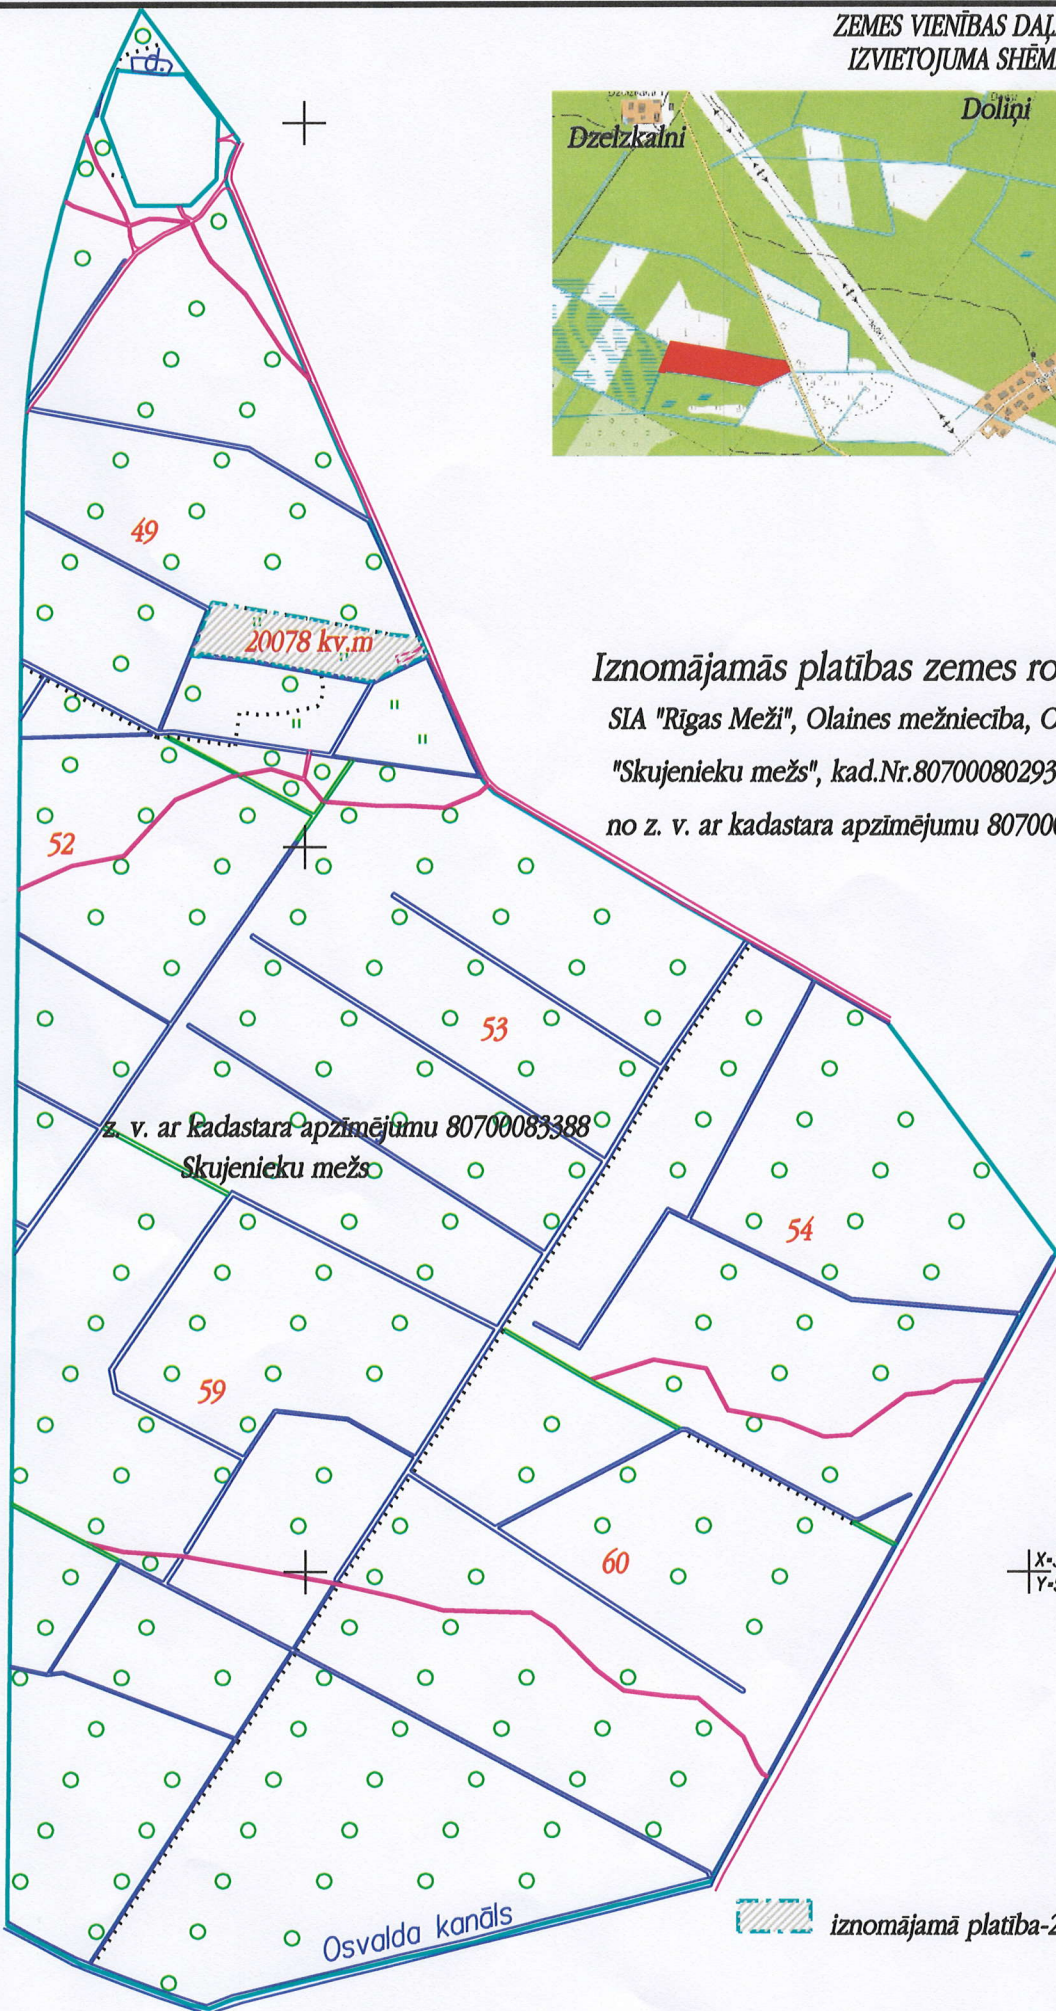 ZEMES VIENĪBAS DAĻ
IZVIETOJUMA SHĒM
Dzelzkalni
Doliņi
d.
49
20078 kv.m
Iznomājamās platības zemes ro
SIA "Rīgas Meži", Olaines mežniecība, O
"Skujenieku mežs", kad.Nr.80700080293
no z. v. ar kadastara apzīmējumu 80700
52
53
z. v. ar kadastara apzīmējumu 80700083388
Skujenieku mežs
54
59
60
X=
Y=
Osvalda kanāls
iznomājamā platība-2